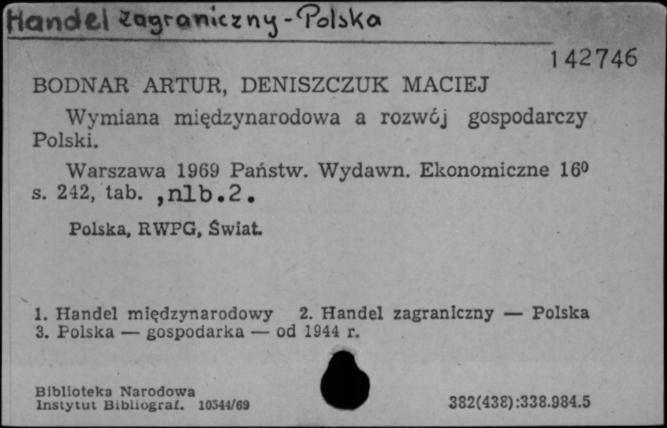 Handel zagraniczny - Polska
142746
BODNAR ARTUR, DENISZCZUK MACIEJ
Wymiana międzynarodowa a rozwój gospodarczy
Polski.
Warszawa 1969 Państw. Wydawn. Ekonomiczne 16⁰
s. 242, tab. ,nlb.2.
Polska, RWPG, Świat.
1. Handel międzynarodowy 2. Handel zagraniczny — Polska
3. Polska — gospodarka — od 1944 r.
Biblioteka Narodowa
Instytut Bibliograf. 10544/69
382(438):338.984.5